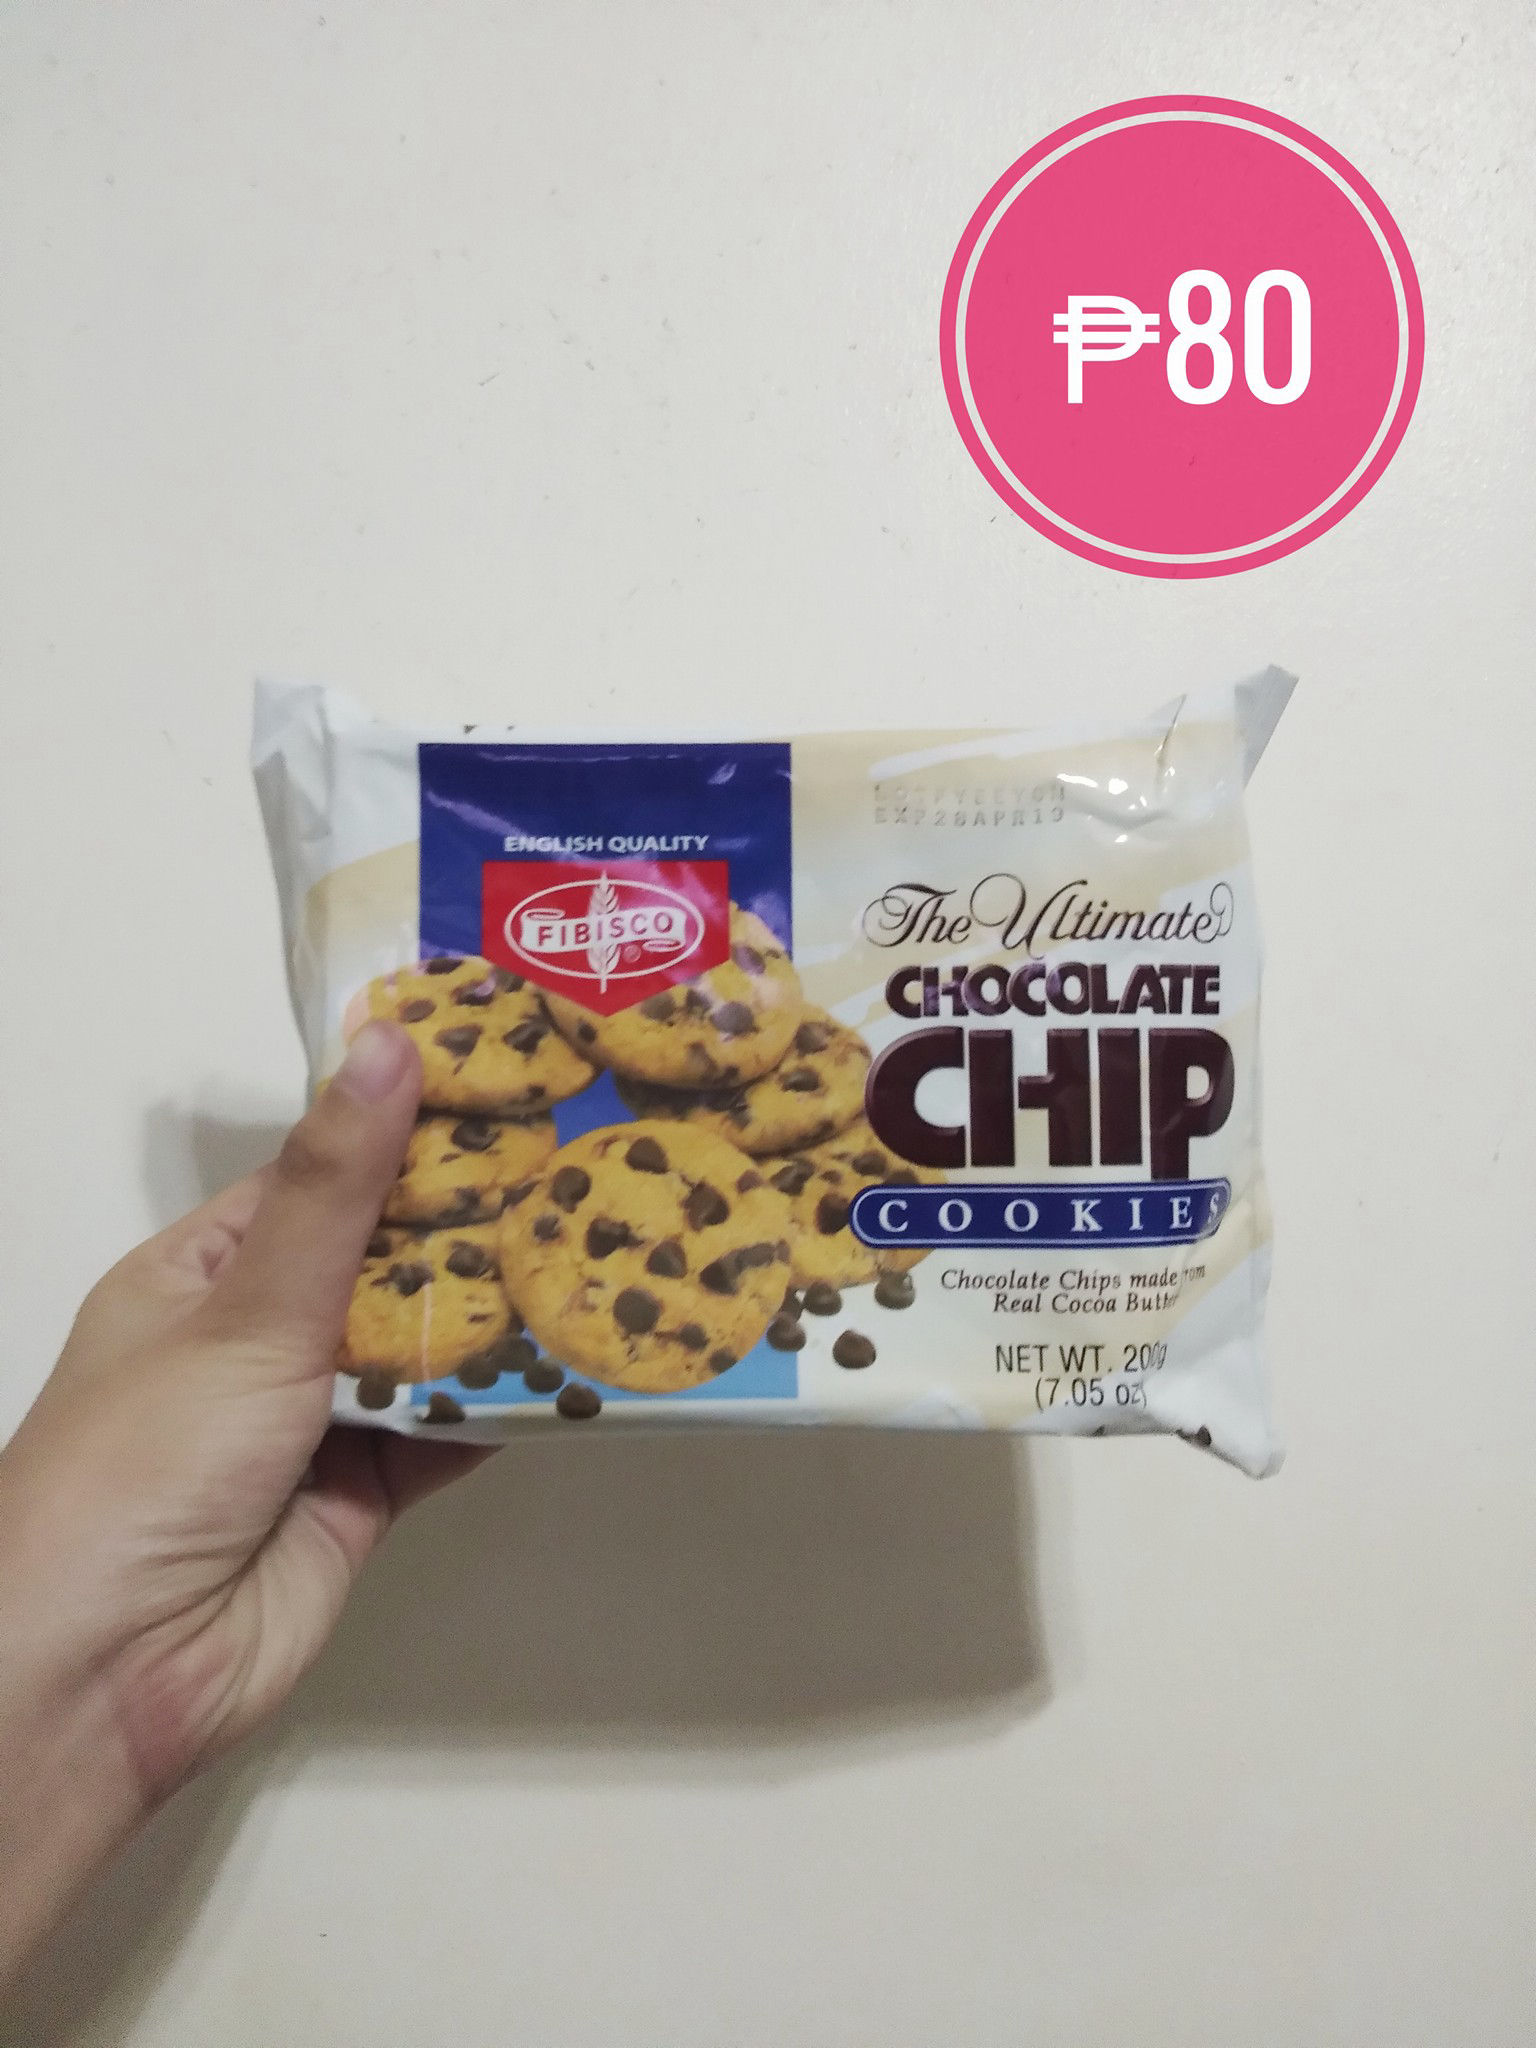 ₱80
ENGLISH QUALITY
FIBISCO
EXP28APR19
The Ultimate
CHOCOLATE
CHIP
COOKIES
Chocolate Chips made from
Real Cocoa Butter
NET WT. 200g
(7.05 oz)